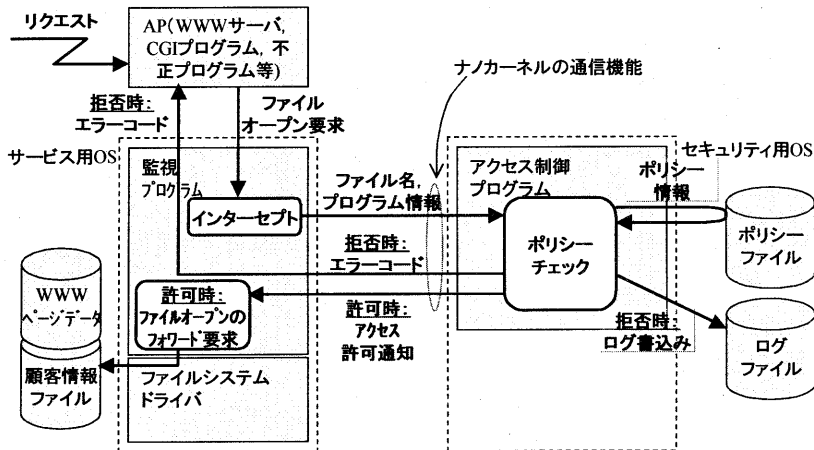 リクエスト
AP(WWWサーバ,
CGIプログラム, 不
正プログラム等)
ナノカーネルの通信機能
拒否時:
エラーコード
ファイル
オープン要求
サービス用OS
セキュリティ用OS
監視
プログラム
アクセス制御
プログラム
ポリシー
情報
インターセプト
ファイル名,
プログラム情報
ポリシー
チェック
ポリシー
ファイル
拒否時:
エラーコード
WWW
ページデータ
許可時:
ファイルオープンの
フォワード要求
許可時:
アクセス
許可通知
拒否時:
ログ書込み
ログ
ファイル
顧客情報
ファイル
ファイルシステム
ドライバ